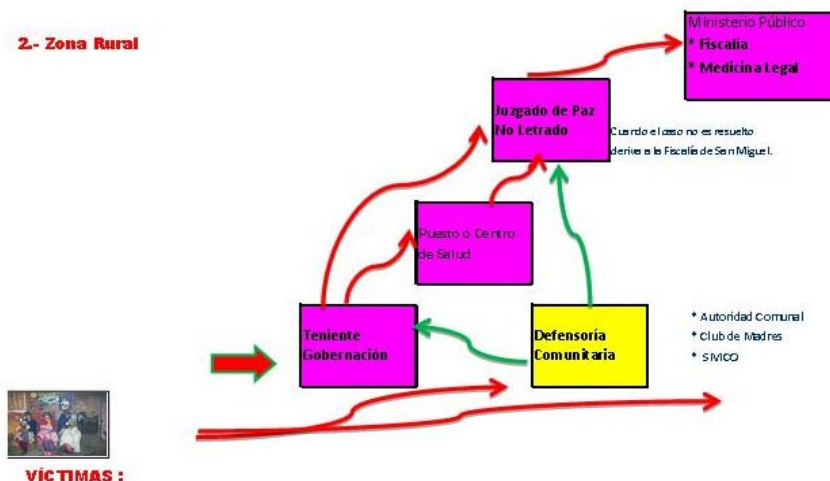 2.- Zona Rural
Ministerio Público
* Fiscalía
* Medicina Legal
Juzgado de Paz
No Letrado
Cuando el caso no es resuelto
deriva a la Fiscalía de San Miguel.
Puesto o Centro
de Salud
Teniente
Gobernación
Defensoría
Comunitaria
* Autoridad Comunal
* Club de Madres
* SIVICO
VÍCTIMAS :